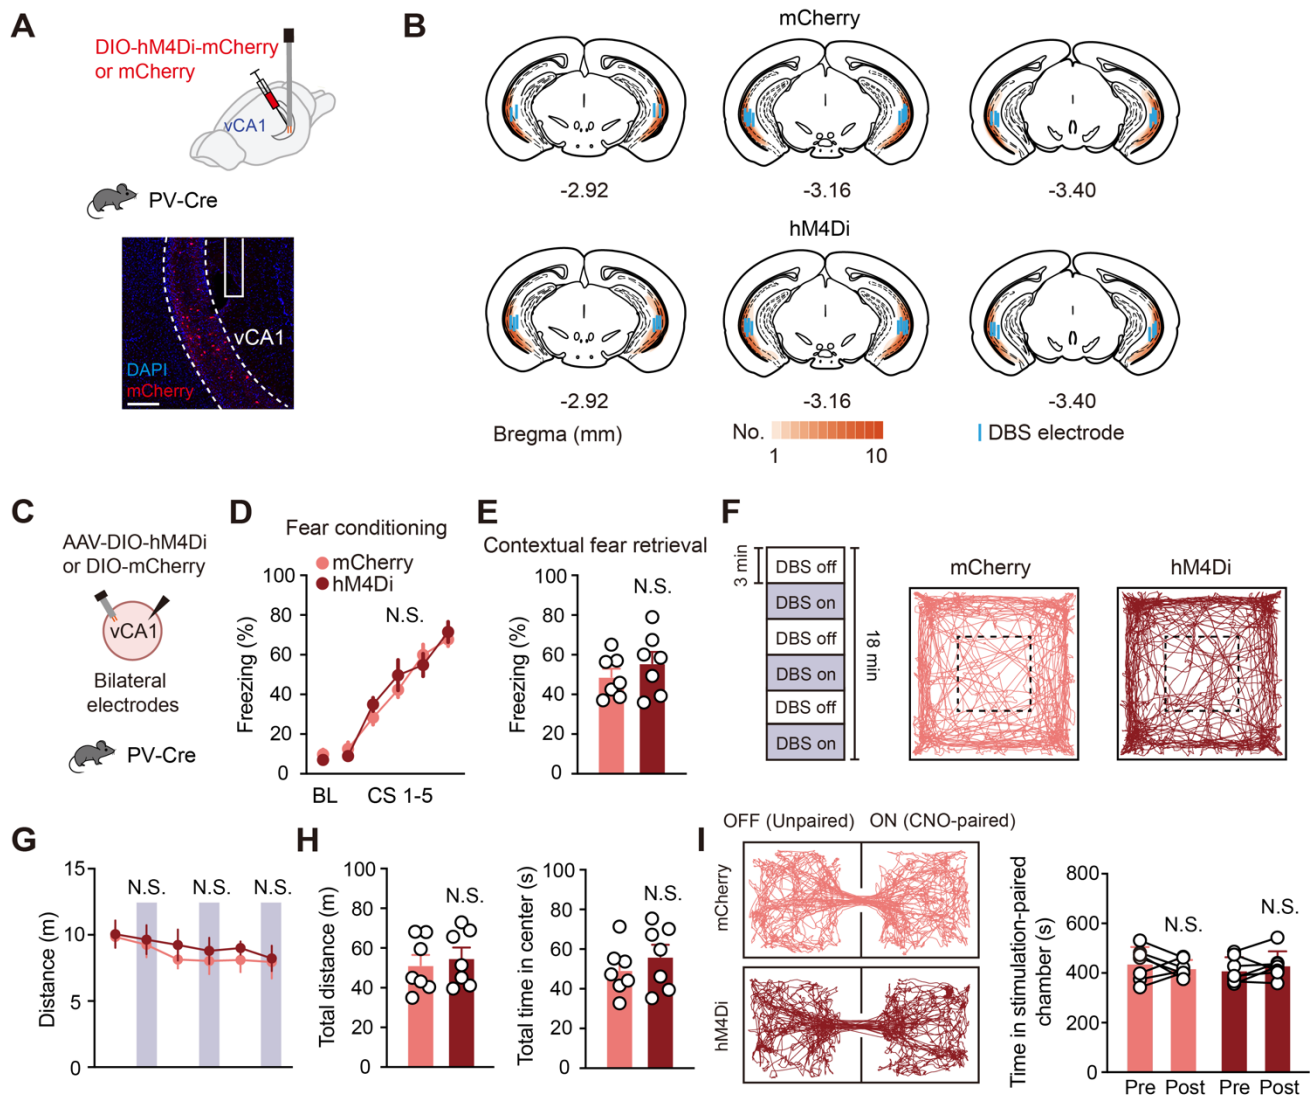 A
DIO-hM4Di-mCherry
or mCherry
vCA1
PV-Cre
vCA1
DAPI
mCherry
B
mCherry
-2.92
-3.16
-3.40
hM4Di
-2.92
-3.16
-3.40
Bregma (mm)
No.
1
10
DBS electrode
C
AAV-DIO-hM4Di
or DIO-mCherry
vCA1
Bilateral
electrodes
PV-Cre
D
Fear conditioning
mCherry
hM4Di
N.S.
Freezing (%)
100
80
60
40
20
0
BL
CS 1-5
E
Contextual fear retrieval
N.S.
Freezing (%)
100
80
60
40
20
0
F
3 min
DBS off
DBS on
DBS off
DBS on
DBS off
DBS on
18 min
mCherry
hM4Di
G
Distance (m)
15
10
5
0
N.S.
N.S.
N.S.
H
Total distance (m)
100
80
60
40
20
0
N.S.
Total time in center (s)
100
80
60
40
20
0
N.S.
I
OFF (Unpaired)
ON (CNO-paired)
mCherry
hM4Di
Time in stimulation-paired
chamber (s)
800
600
400
200
0
N.S.
N.S.
Pre
Post
Pre
Post